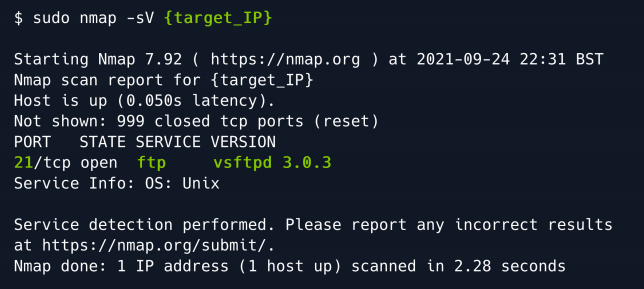 $ sudo nmap -sV {target_IP}
Starting Nmap 7.92 ( https://nmap.org ) at 2021-09-24 22:31 BST
Nmap scan report for {target_IP}
Host is up (0.050s latency).
Not shown: 999 closed tcp ports (reset)
PORT   STATE SERVICE VERSION
21/tcp open  ftp     vsftpd 3.0.3
Service Info: OS: Unix
Service detection performed. Please report any incorrect results
at https://nmap.org/submit/.
Nmap done: 1 IP address (1 host up) scanned in 2.28 seconds